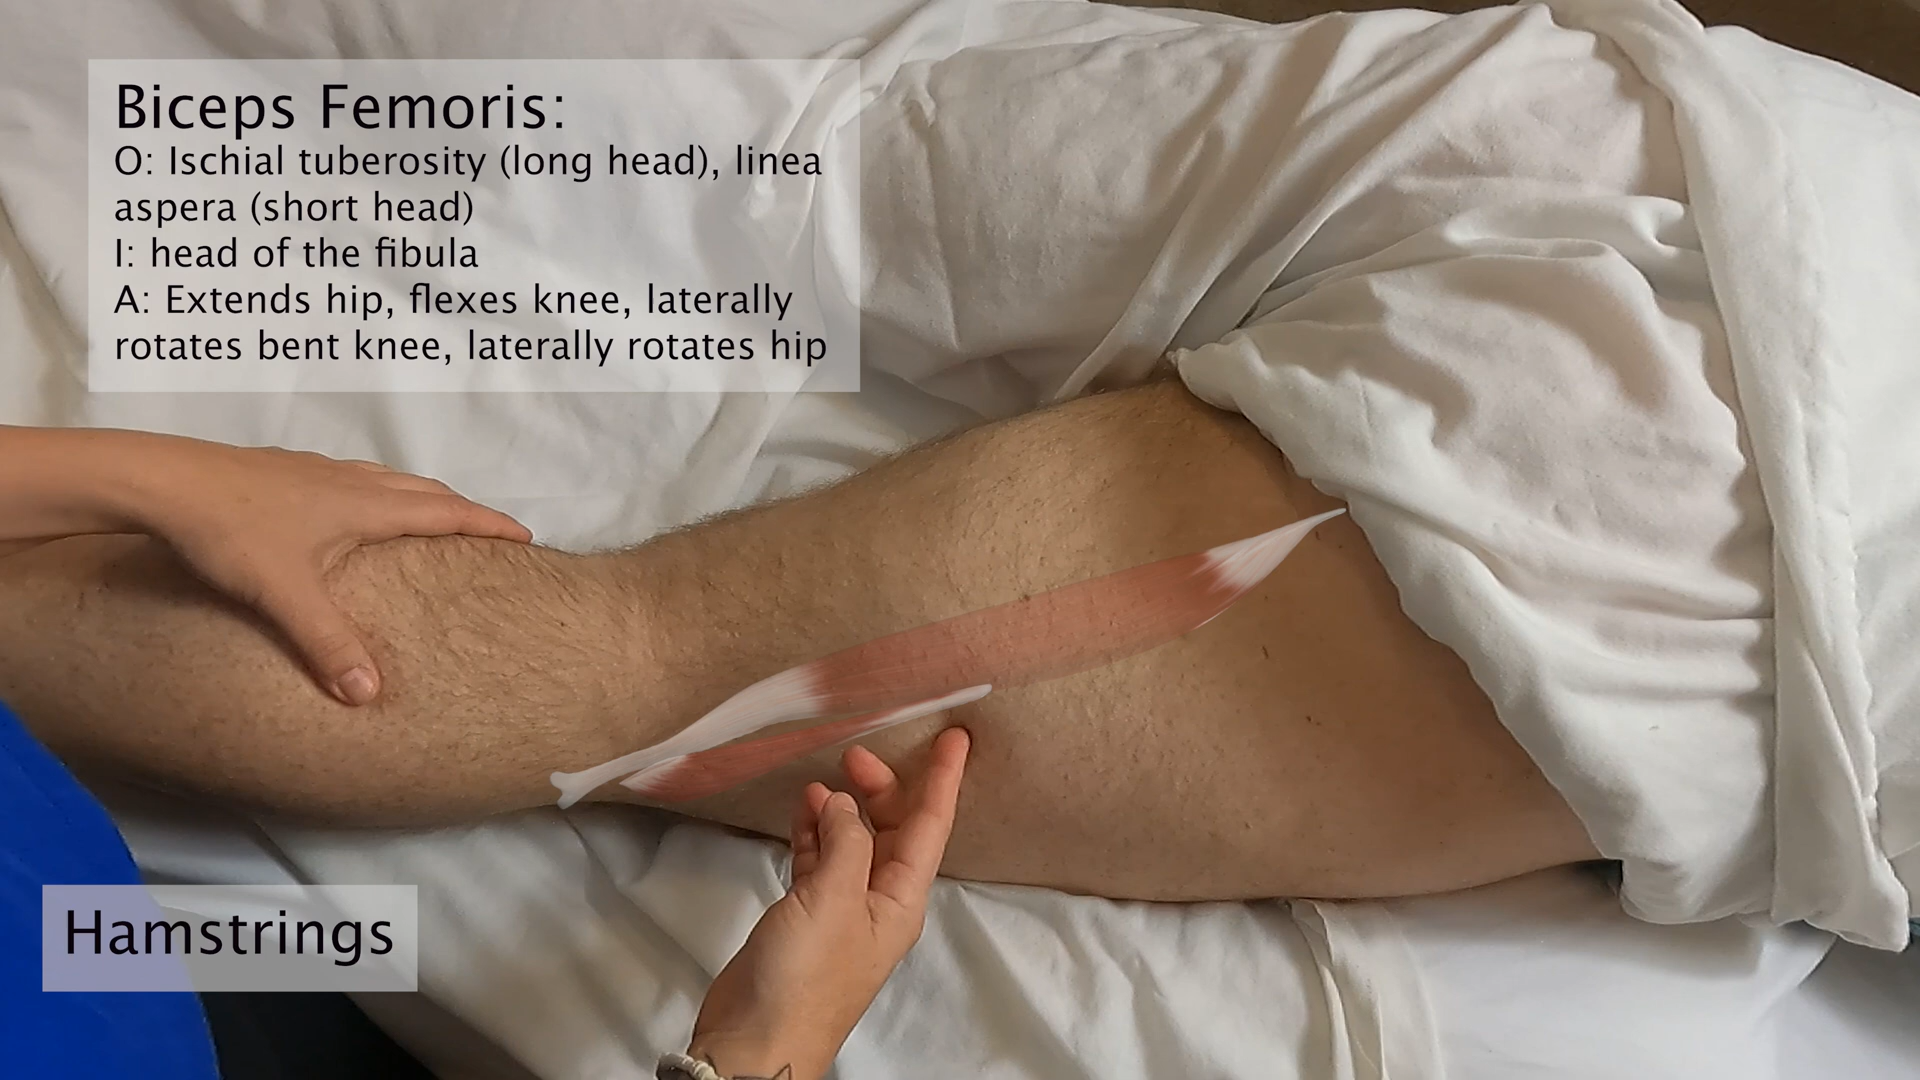 Biceps Femoris:
O: Ischial tuberosity (long head), linea
aspera (short head)
I: head of the fibula
A: Extends hip, flexes knee, laterally
rotates bent knee, laterally rotates hip
Hamstrings